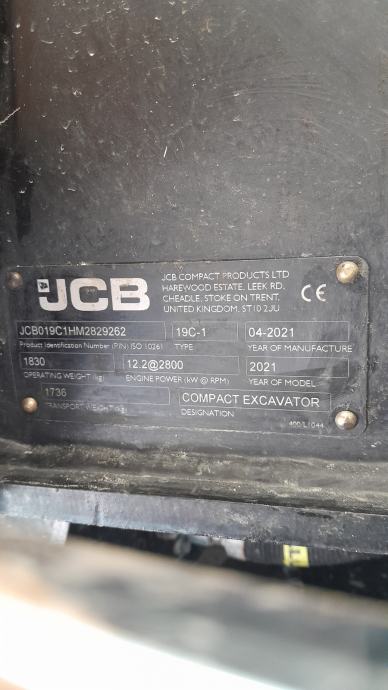 JCB
JCB COMPACT PRODUCTS LTD
HAREWOOD ESTATE, LEEK RD.
CHEADLE, STOKE ON TRENT,
UNITED KINGDOM, ST10 2JU
CE
JCB019C1HM2829262
Product Identification Number (PIN) ISO 10261
19C-1
TYPE
04-2021
YEAR OF MANUFACTURE
1830
OPERATING WEIGHT (kg)
12.2@2800
ENGINE POWER (kW @ RPM)
2021
YEAR OF MODEL
1736
TRANSPORT WEIGHT (kg)
COMPACT EXCAVATOR
DESIGNATION
400/L1044